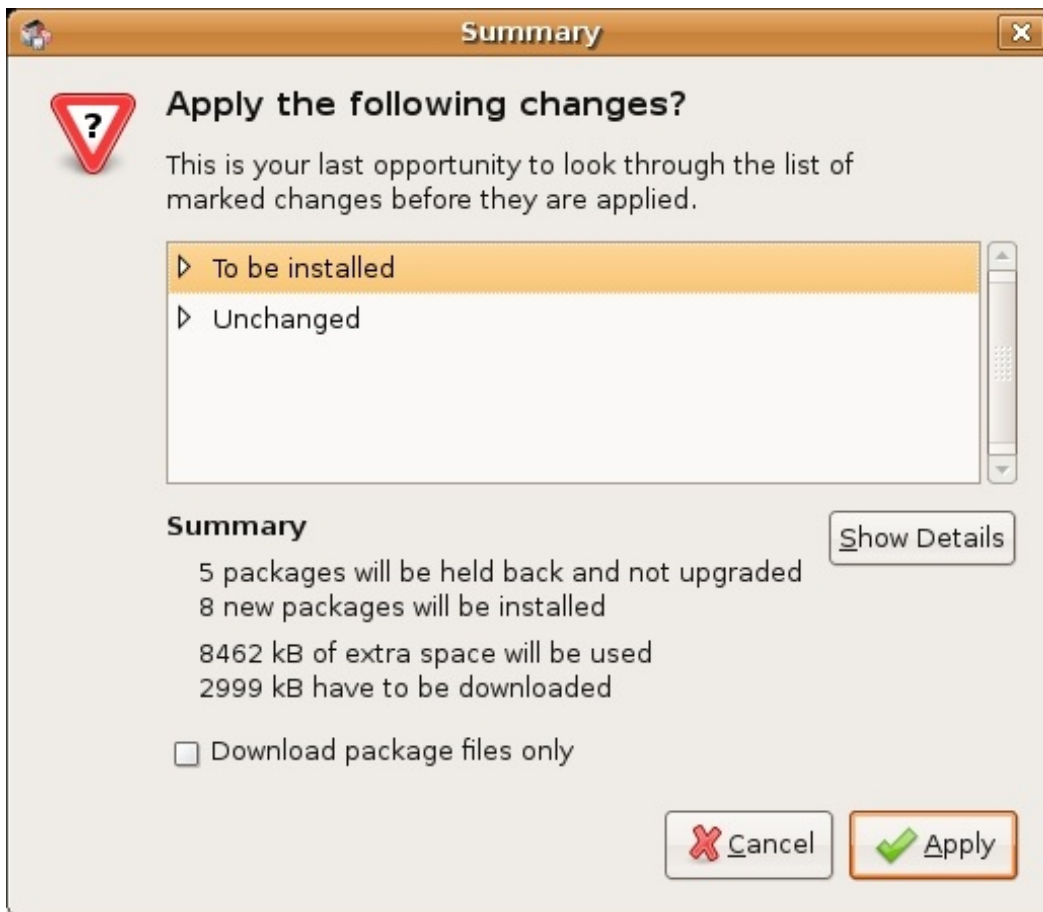 Summary
?
Apply the following changes?
This is your last opportunity to look through the list of
marked changes before they are applied.
To be installed
Unchanged
Summary
Show Details
5 packages will be held back and not upgraded
8 new packages will be installed
8462 kB of extra space will be used
2999 kB have to be downloaded
Download package files only
Cancel
Apply